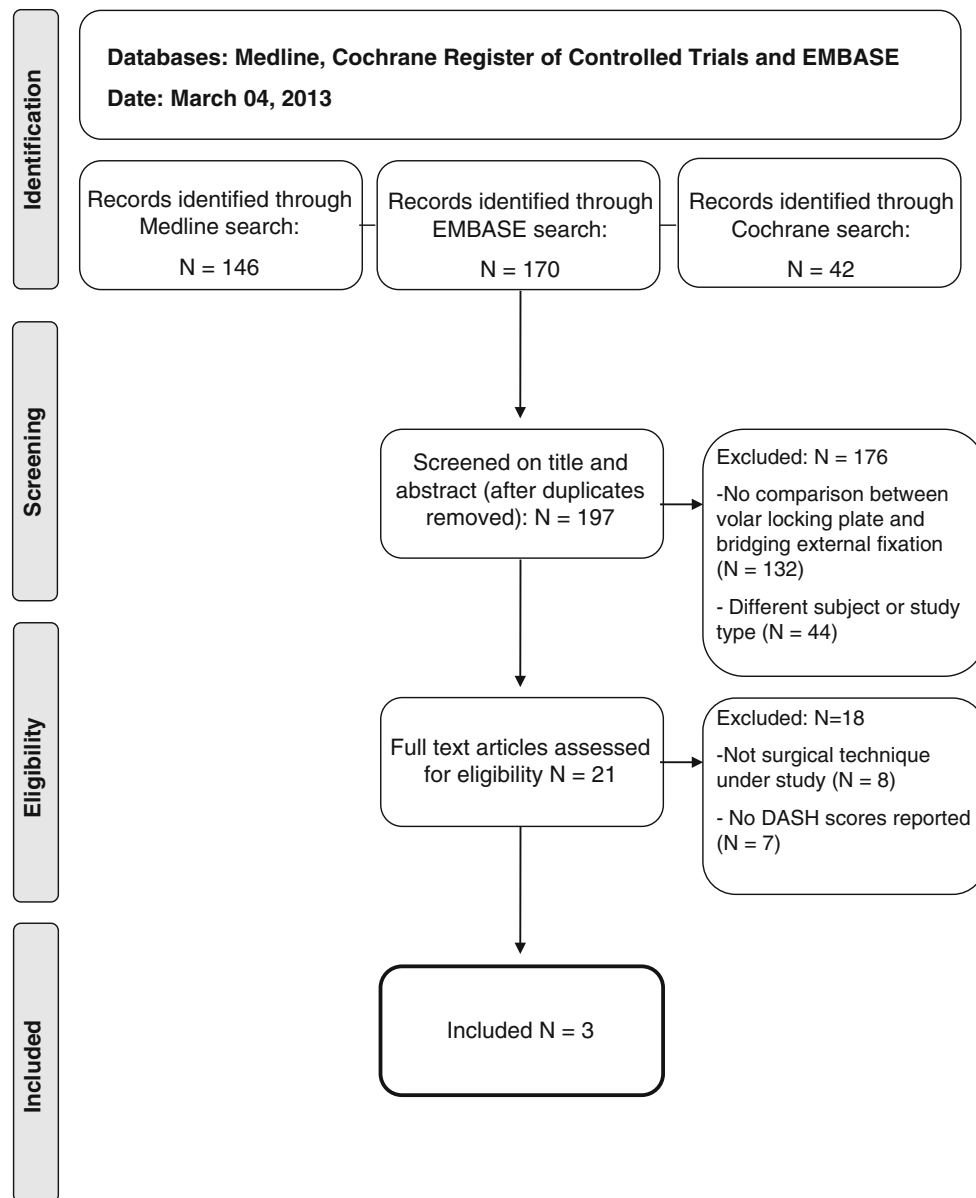 Identification
Databases: Medline, Cochrane Register of Controlled Trials and EMBASE
Date: March 04, 2013
Records identified through
Medline search:
N = 146
Records identified through
EMBASE search:
N = 170
Records identified through
Cochrane search:
N = 42
Screening
Screened on title and
abstract (after duplicates
removed): N = 197
Excluded: N = 176
-No comparison between
volar locking plate and
bridging external fixation
(N = 132)
- Different subject or study
type (N = 44)
Eligibility
Full text articles assessed
for eligibility N = 21
Excluded: N=18
-Not surgical technique
under study (N = 8)
- No DASH scores reported
(N = 7)
Included
Included N = 3